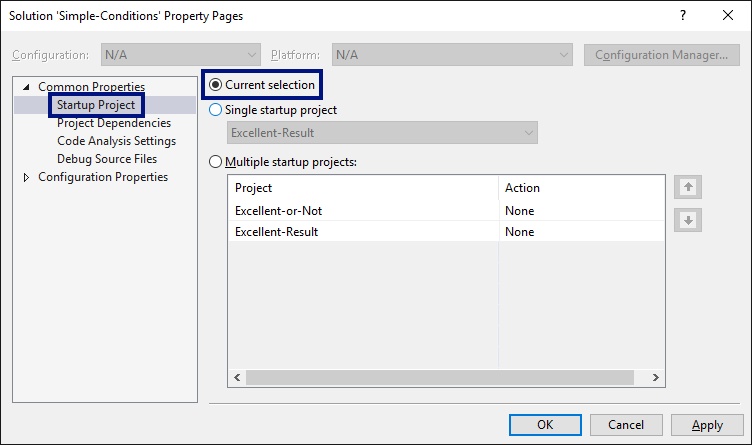 Solution 'Simple-Conditions' Property Pages
?
Configuration: N/A Platform: N/A Configuration Manager...
Common Properties
Startup Project
Project Dependencies
Code Analysis Settings
Debug Source Files
Configuration Properties
Current selection
Single startup project
Excellent-Result
Multiple startup projects:
Project Action
Excellent-or-Not None
Excellent-Result None
OK Cancel Apply